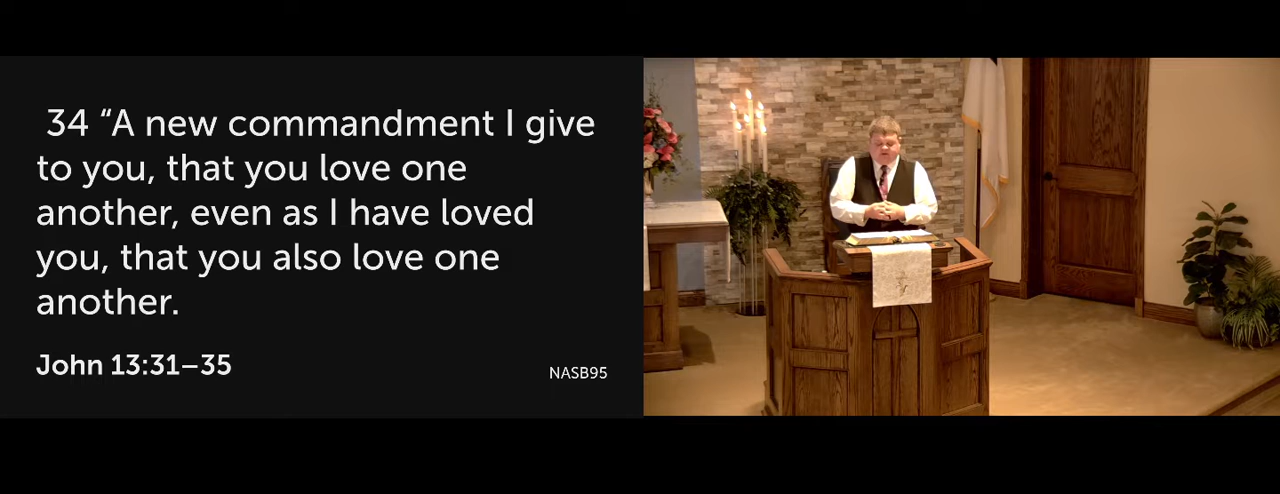 34 “A new commandment I give
to you, that you love one
another, even as I have loved
you, that you also love one
another.
John 13:31–35
NASB95